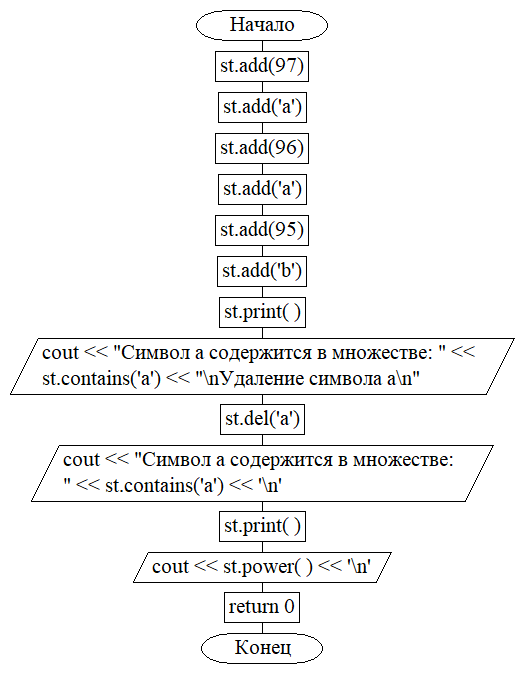 Начало
st.add(97)
st.add('a')
st.add(96)
st.add('a')
st.add(95)
st.add('b')
st.print( )
cout << "Символ a содержится в множестве: " <<
st.contains('a') << "\nУдаление символа a\n"
st.del('a')
cout << "Символ a содержится в множестве:
" << st.contains('a') << '\n'
st.print( )
cout << st.power( ) << '\n'
return 0
Конец